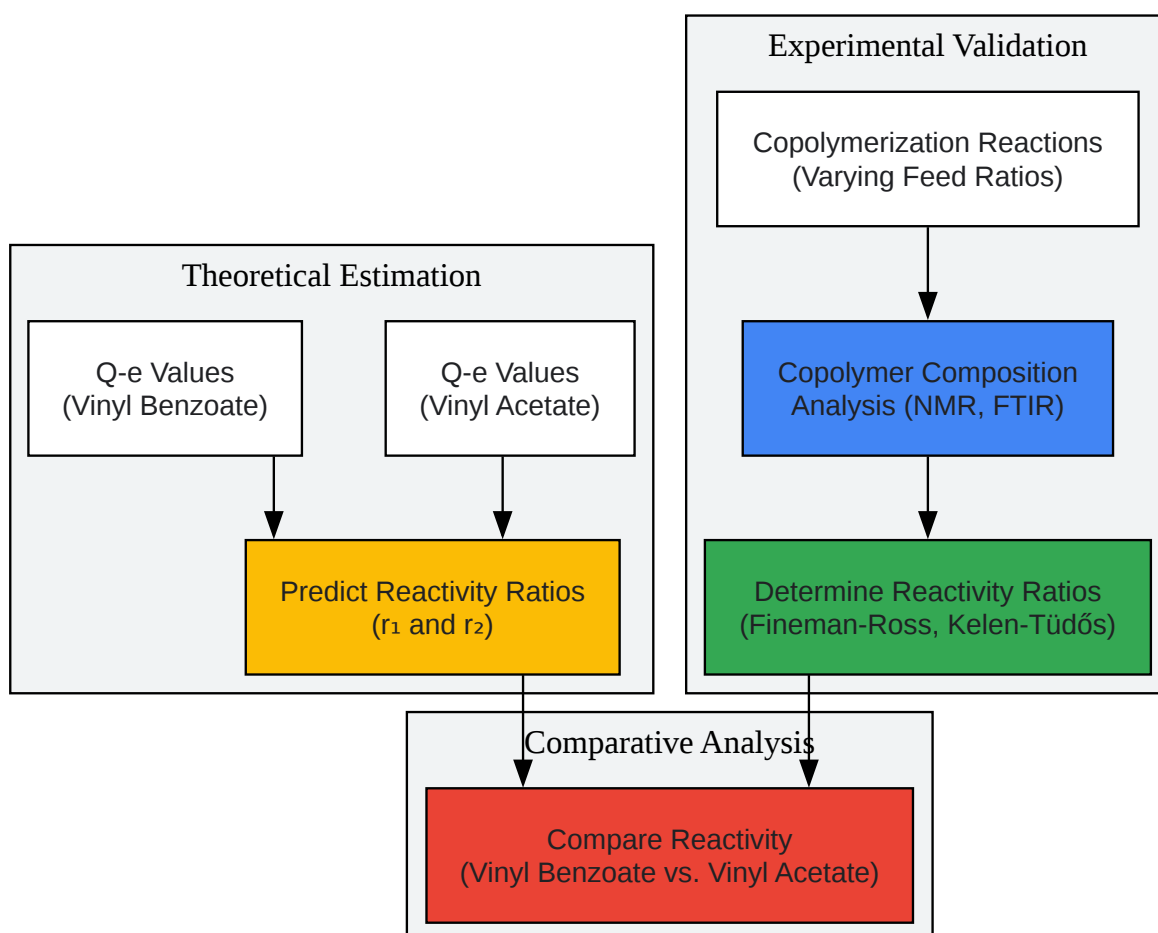 Experimental Validation
Copolymerization Reactions
(Varying Feed Ratios)
Theoretical Estimation
Q-e Values
(Vinyl Benzoate)
Q-e Values
(Vinyl Acetate)
Copolymer Composition
Analysis (NMR, FTIR)
Predict Reactivity Ratios
(r₁ and r₂)
Determine Reactivity Ratios
(Fineman-Ross, Kelen-Tüdős)
Comparative Analysis
Compare Reactivity
(Vinyl Benzoate vs. Vinyl Acetate)